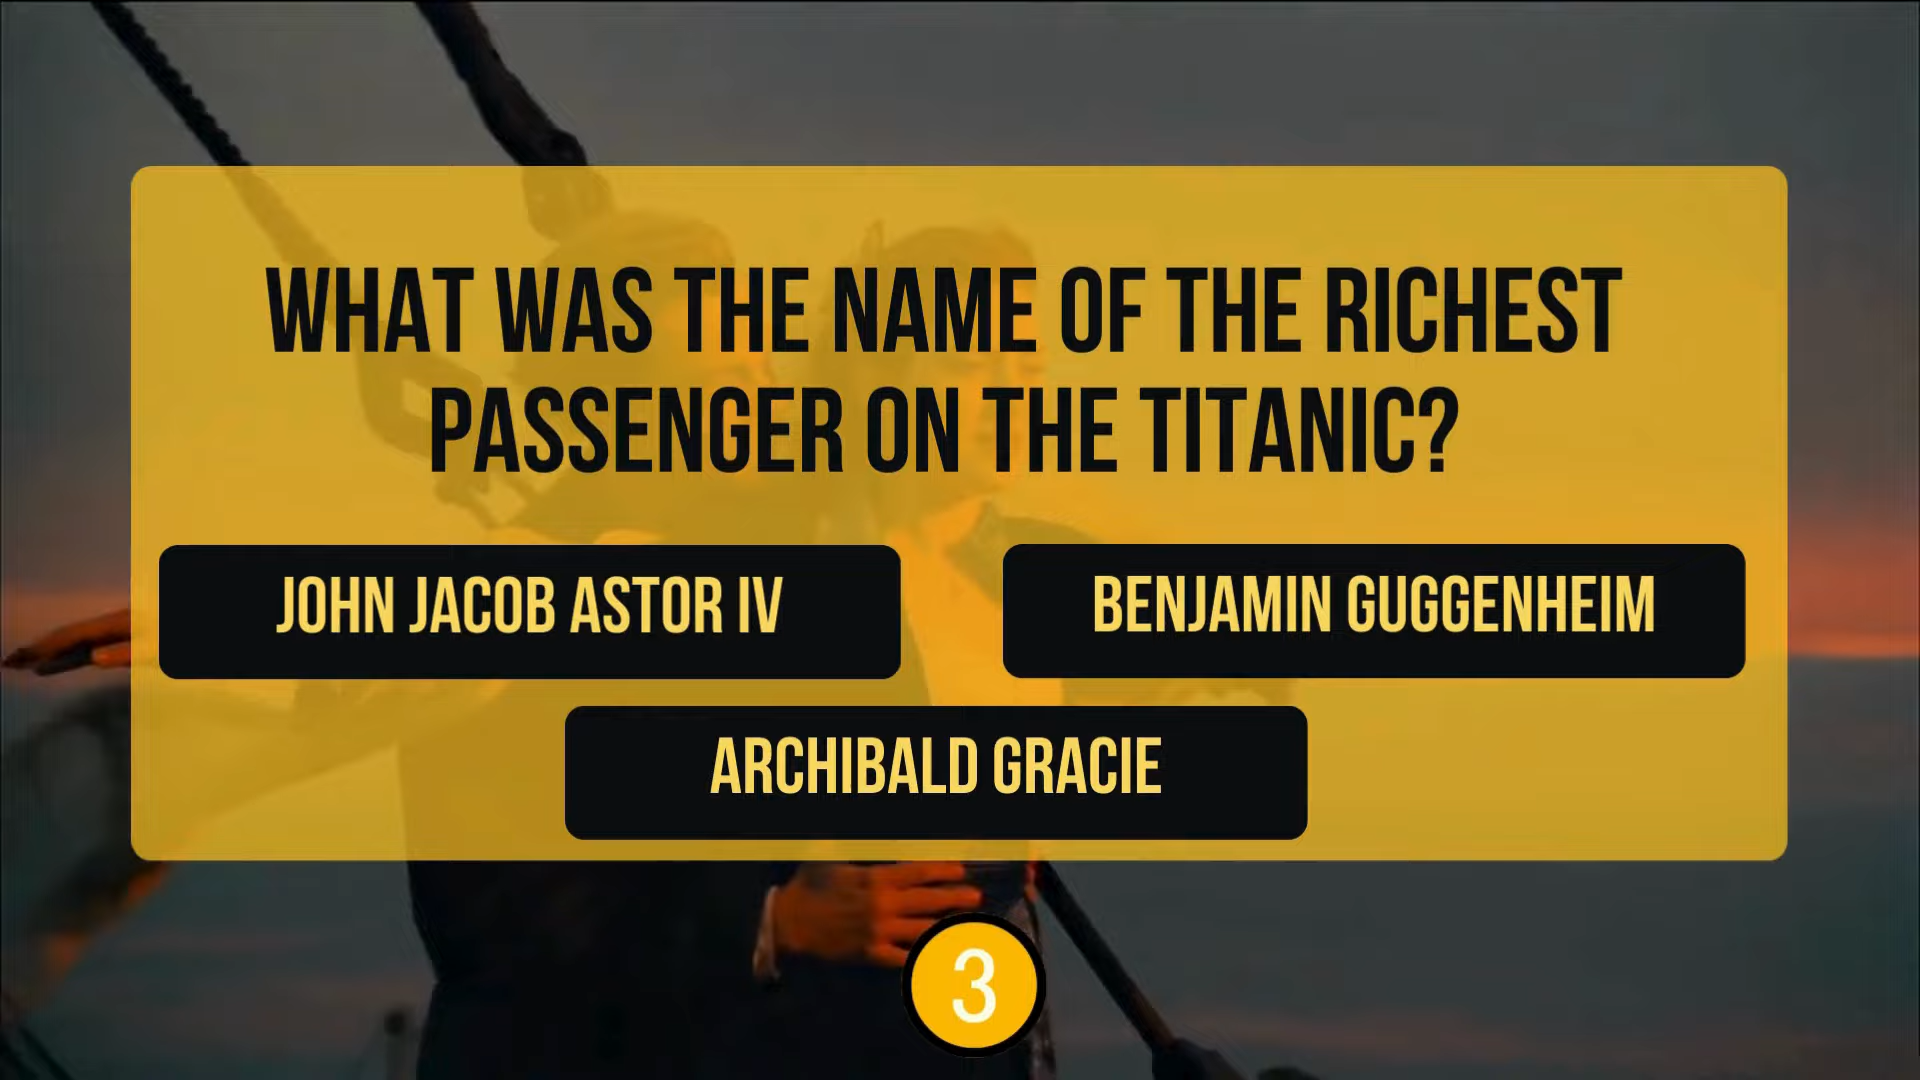 WHAT WAS THE NAME OF THE RICHEST
PASSENGER ON THE TITANIC?
JOHN JACOB ASTOR IV
BENJAMIN GUGGENHEIM
ARCHIBALD GRACIE
3